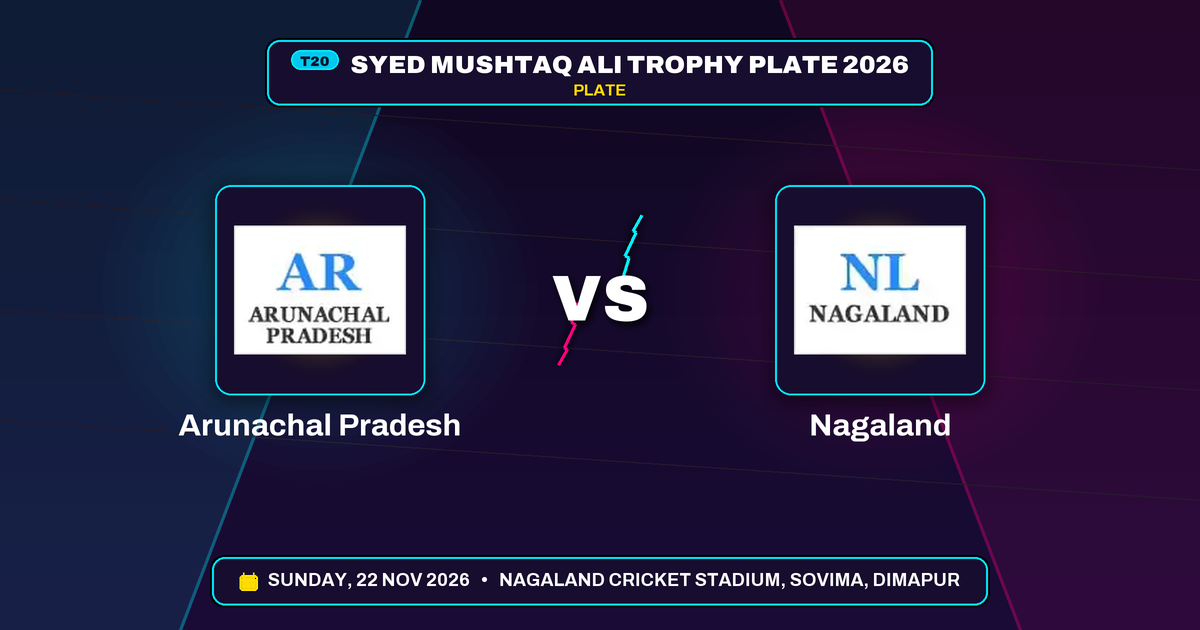 T20 SYED MUSHTAQ ALI TROPHY PLATE 2026
PLATE
AR
ARUNACHAL
PRADESH
VS
NL
NAGALAND
Arunachal Pradesh
Nagaland
SUNDAY, 22 NOV 2026 • NAGALAND CRICKET STADIUM, SOVIMA, DIMAPUR